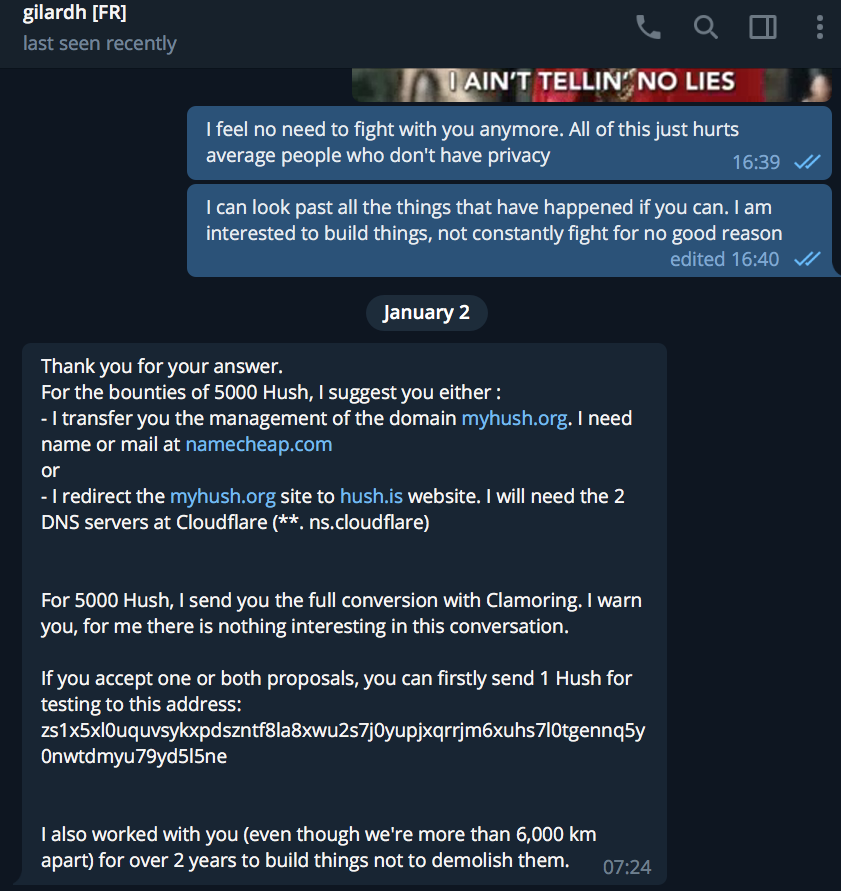 gilardh [FR]
last seen recently
I AIN'T TELLIN' NO LIES
I feel no need to fight with you anymore. All of this just hurts
average people who don't have privacy
16:39
I can look past all the things that have happened if you can. I am
interested to build things, not constantly fight for no good reason
edited 16:40
January 2
Thank you for your answer.
For the bounties of 5000 Hush, I suggest you either :
- I transfer you the management of the domain myhush.org. I need
name or mail at namecheap.com
or
- I redirect the myhush.org site to hush.is website. I will need the 2
DNS servers at Cloudflare (**. ns.cloudflare)
For 5000 Hush, I send you the full conversion with Clamoring. I warn
you, for me there is nothing interesting in this conversation.
If you accept one or both proposals, you can firstly send 1 Hush for
testing to this address:
zs1x5xl0uquvsykxpdszntf8la8xwu2s7j0yupjxqrrjm6xuhs7l0tgennq5y
0nwtdmyu79yd5l5ne
I also worked with you (even though we're more than 6,000 km
apart) for over 2 years to build things not to demolish them.
07:24